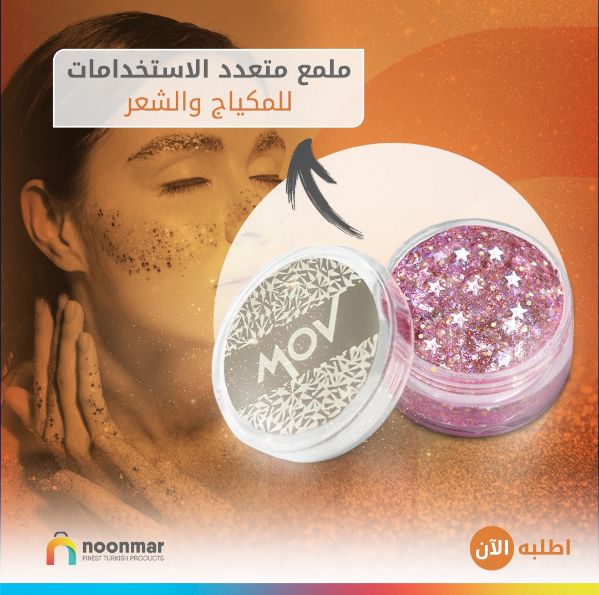 ملمع متعدد الاستخدامات
للمكياج والشعر
MOV
noonmar
FINEST TURKISH PRODUCTS
اطلبه الآن